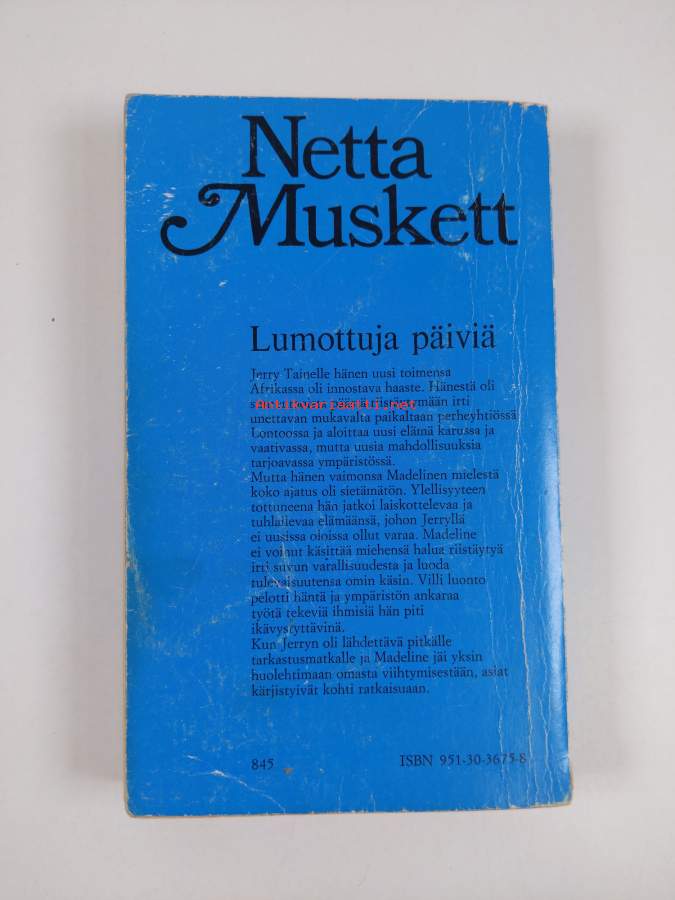 Netta
Muskett
Lumottuja päiviä
Jerry Tainelle hänen uusi toimensa
Afrikassa oli innostava haaste. Hänestä oli
Antikvariaatti.net
unettavan mukavalta paikaltaan perheyhtiössä
Lontoossa ja aloittaa uusi elämä karussa ja
vaativassa, mutta uusia mahdollisuuksia
tarjoavassa ympäristössä.
Mutta hänen vaimonsa Madelinen mielestä
koko ajatus oli sietämätön. Ylellisyyteen
tottuneena hän jatkoi laiskottelevaa ja
tuhlailevaa elämäänsä, johon Jerryllä
ei uusissa oloissa ollut varaa. Madeline
ei voinut käsittää miehensä halua riistäytyä
irti suvun varallisuudesta ja luoda
tulevaisuutensa omin käsin. Villi luonto
pelotti häntä ja ympäristön ankaraa
työtä tekeviä ihmisiä hän piti
ikävystyttävinä.
Kun Jerryn oli lähdettävä pitkälle
tarkastusmatkalle ja Madeline jäi yksin
huolehtimaan omasta viihtymisestään, asiat
kärjistyivät kohti ratkaisuaan.
845
ISBN 951-30-3675-8